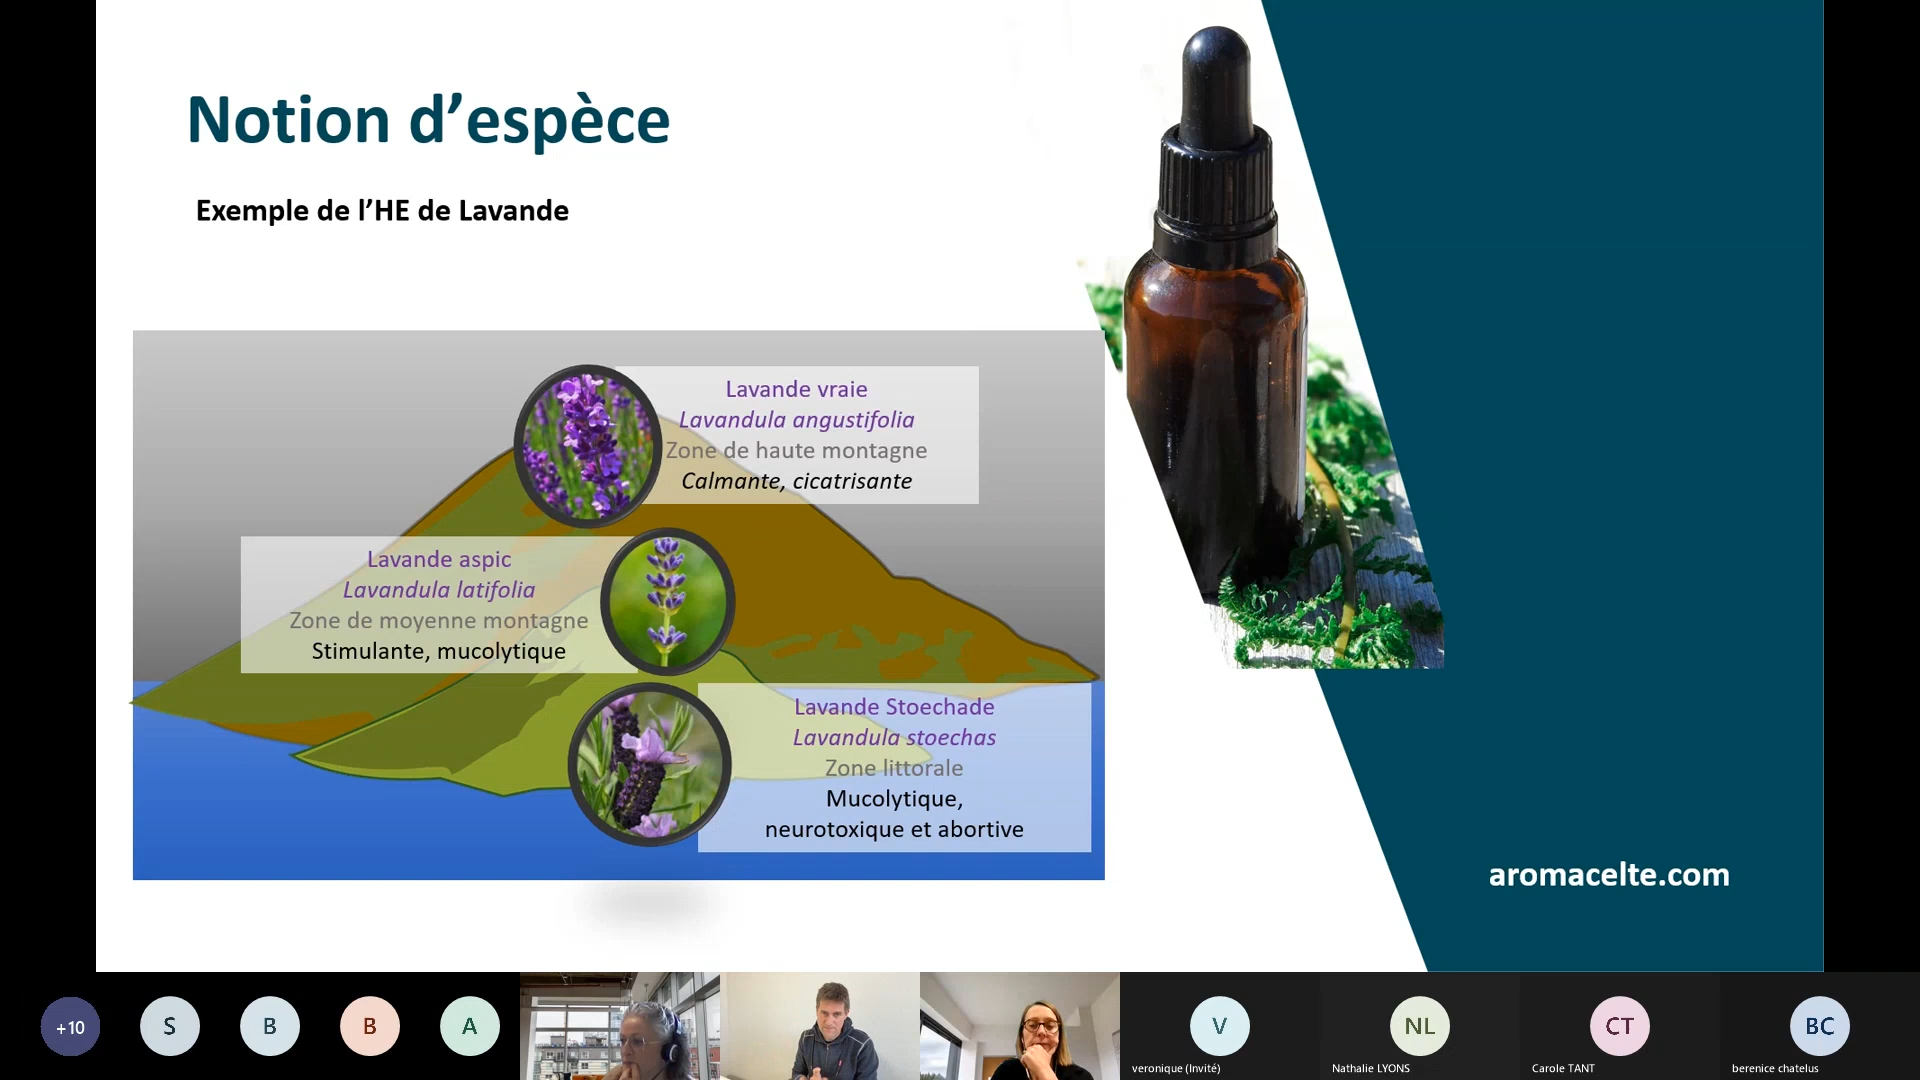 Notion d’espèce
Exemple de l’HE de Lavande
Lavande vraie
Lavandula angustifolia
Zone de haute montagne
Calmante, cicatrisante
Lavande aspic
Lavandula latifolia
Zone de moyenne montagne
Stimulante, mucolytique
Lavande Stoechade
Lavandula stoechas
Zone littorale
Mucolytique,
neurotoxique et abortive
aromacelte.com
+10
S
B
B
A
V
veronique (Invité)
NL
Nathalie LYONS
CT
Carole TANT
BC
berenice chatelus